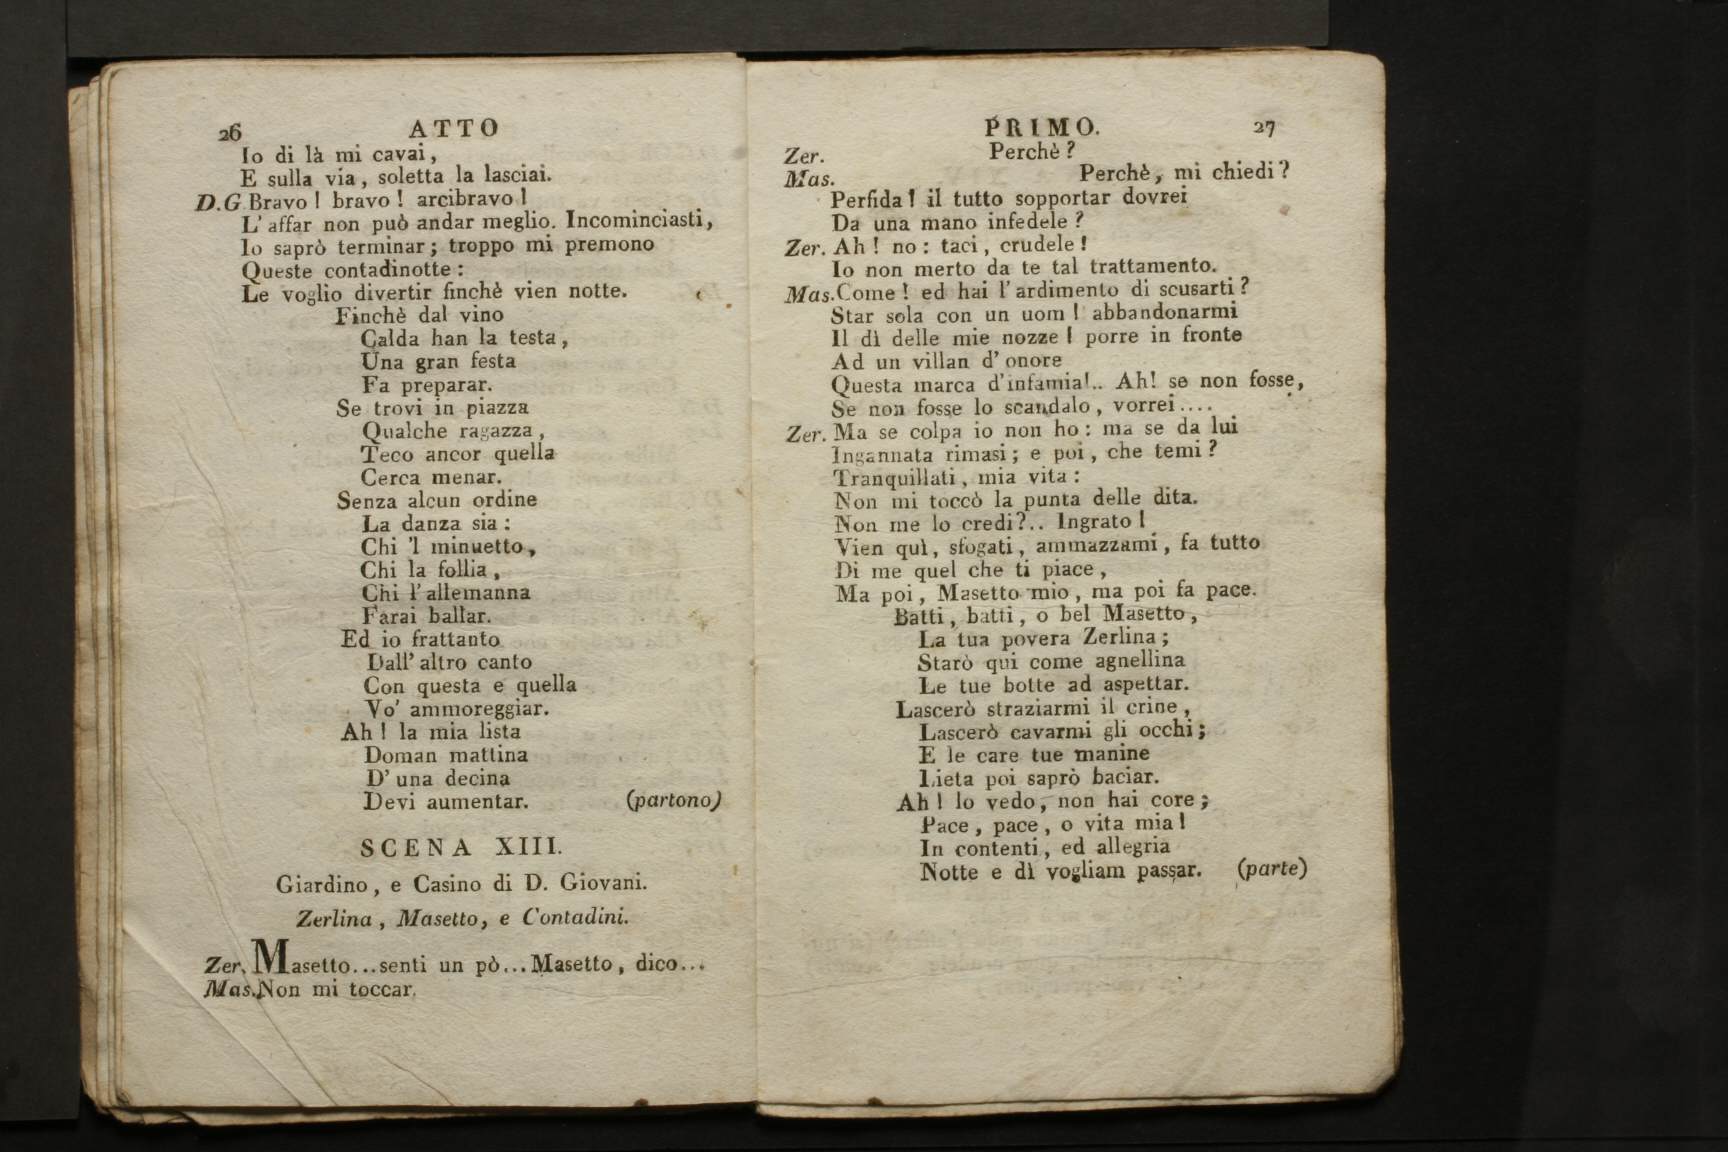 26 ATTO
Io di là mi cavai,
E sulla via, soletta la lasciai.
D.G. Bravo! bravo! arcibravo!
L'affar non può andar meglio. Incominciasti,
Io saprò terminar; troppo mi premono
Queste contadinotte:
Le voglio divertir finchè vien notte.
Finchè dal vino
Calda han la testa,
Una gran festa
Fa preparar.
Se trovi in piazza
Qualche ragazza,
Teco ancor quella
Cerca menar.
Senza alcun ordine
La danza sia:
Chi 'l minuetto,
Chi la follia,
Chi l'allemanna
Farai ballar.
Ed io frattanto
Dall'altro canto
Con questa e quella
Vo' ammoreggiar.
Ah! la mia lista
Doman mattina
D'una decina
Devi aumentar. (partono)
SCENA XIII.
Giardino, e Casino di D. Giovani.
Zerlina, Masetto, e Contadini.
Zer. Masetto...senti un pò...Masetto, dico...
Mas. Non mi toccar.
PRIMO. 27
Zer. Perchè?
Mas. Perchè, mi chiedi?
Perfida! il tutto sopportar dovrei
Da una mano infedele?
Zer. Ah! no: taci, crudele!
Io non merto da te tal trattamento.
Mas. Come! ed hai l'ardimento di scusarti?
Star sola con un uom! abbandonarmi
Il dì delle mie nozze! porre in fronte
Ad un villan d'onore
Questa marca d'infamia!.. Ah! se non fosse,
Se non fosse lo scandalo, vorrei....
Zer. Ma se colpa io non ho: ma se da lui
Ingannata rimasi; e poi, che temi?
Tranquillati, mia vita:
Non mi toccò la punta delle dita.
Non me lo credi?.. Ingrato!
Vien quì, sfogati, ammazzami, fa tutto
Di me quel che ti piace,
Ma poi, Masetto mio, ma poi fa pace.
Batti, batti, o bel Masetto,
La tua povera Zerlina;
Starò qui come agnellina
Le tue botte ad aspettar.
Lascerò straziarmi il crine,
Lascerò cavarmi gli occhi;
E le care tue manine
Lieta poi saprò baciar.
Ah! lo vedo, non hai core;
Pace, pace, o vita mia!
In contenti, ed allegria
Notte e dì vogliam passar. (parte)